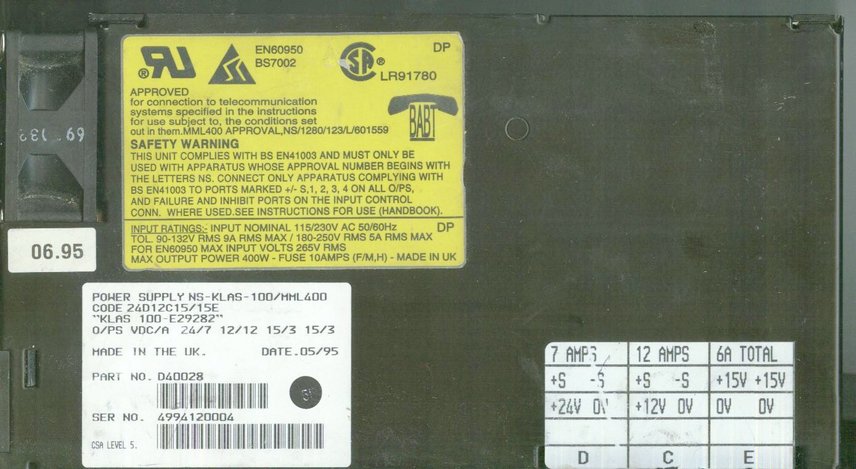 EN60950
BS7002
DP
LR91780
BABT
APPROVED
for connection to telecommunication
systems specified in the instructions
for use subject to, the conditions set
out in them.MML400 APPROVAL,NS/1280/123/L/601559
SAFETY WARNING
THIS UNIT COMPLIES WITH BS EN41003 AND MUST ONLY BE
USED WITH APPARATUS WHOSE APPROVAL NUMBER BEGINS WITH
THE LETTERS NS. CONNECT ONLY APPARATUS COMPLYING WITH
BS EN41003 TO PORTS MARKED +/- S,1, 2, 3, 4 ON ALL O/PS,
AND FAILURE AND INHIBIT PORTS ON THE INPUT CONTROL
CONN. WHERE USED.SEE INSTRUCTIONS FOR USE (HANDBOOK).
INPUT RATING:- INPUT NOMINAL 115/230V AC 50/60Hz DP
TOL. 90-132V RMS 9A RMS MAX / 180-250V RMS 5A RMS MAX
FOR EN60950 MAX INPUT VOLTS 265V RMS
MAX OUTPUT POWER 400W - FUSE 10AMPS (F/M,H) - MADE IN UK
06.95
POWER SUPPLY NS-KLAS-100/MML400
CODE 24D12C15/15E
"KLAS 100-E29282"
O/PS VDC/A 24/7 12/12 15/3 15/3
MADE IN THE UK. DATE.05/95
PART NO. D40028
SER NO. 4994120004
CSA LEVEL 5.
7 AMPS 12 AMPS 6A TOTAL
+S -S +S -S +15V +15V
+24V 0V +12V 0V 0V 0V
D C E